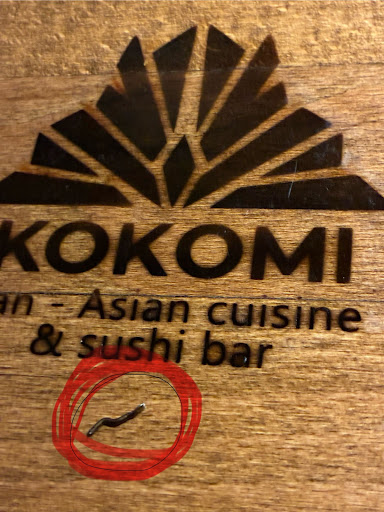 KOKOMI
an - Asian cuisine
& sushi bar